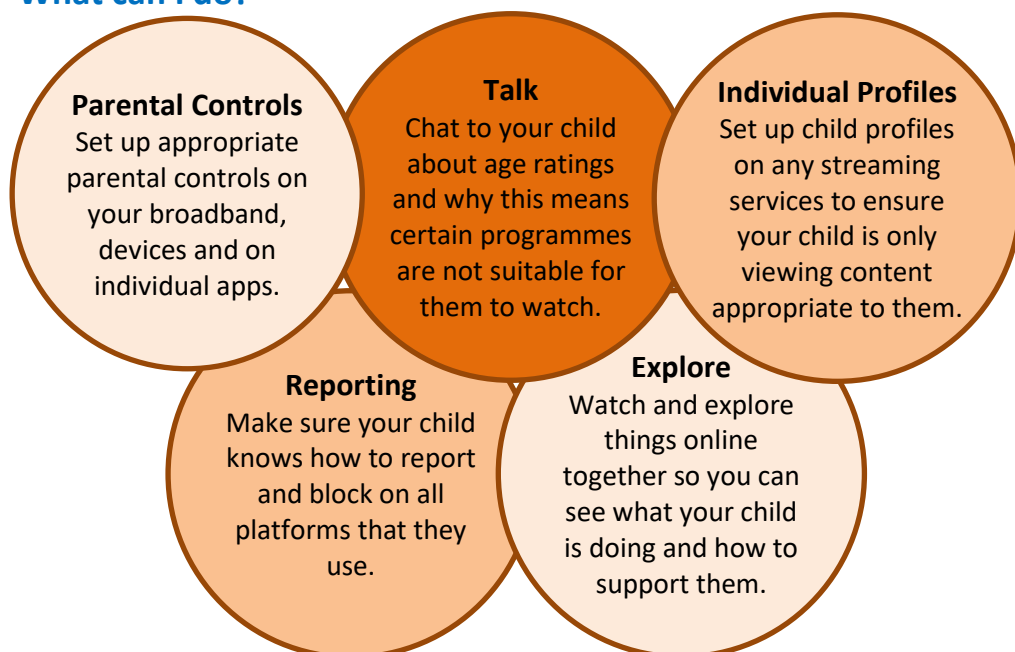 What can I do?
Parental Controls
Set up appropriate
parental controls on
your broadband,
devices and on
individual apps.
Talk
Chat to your child
about age ratings
and why this means
certain programmes
are not suitable for
them to watch.
Individual Profiles
Set up child profiles
on any streaming
services to ensure
your child is only
viewing content
appropriate to them.
Reporting
Make sure your child
knows how to report
and block on all
platforms that they
use.
Explore
Watch and explore
things online
together so you can
see what your child
is doing and how to
support them.